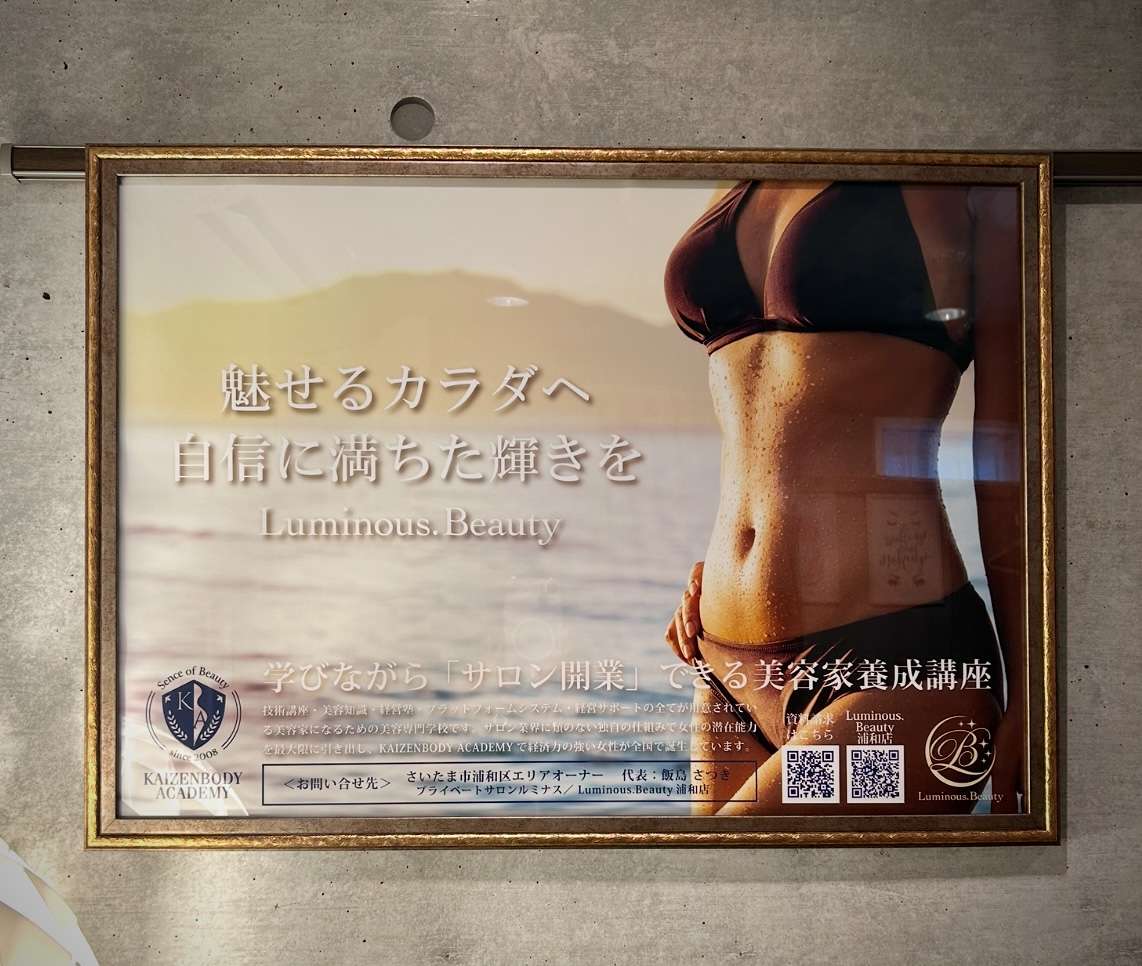 魅せるカラダへ
自信に満ちた輝きを
Luminous.Beauty
学びながら「サロン開業」できる美容家養成講座
技術講座・美容知識・経営塾・プラットフォームシステム・経営サポートの全てが用意されてい
る美容家になるための美容専門学校です。サロン業界に類のない独自の仕組みで女性の潜在能力
を最大限に引き出し、KAIZENBODY ACADEMYで経済力の強い女性が全国で誕生しています。
<お問い合せ先>
さいたま市浦和区エリアオーナー 代表:飯島 さつき
プライベートサロンルミナス/Luminous.Beauty 浦和店
Sence of Beauty
KBA
since 2008
KAIZENBODY
ACADEMY
資料請求
はこちら
Luminous.
Beauty
浦和店
LB
Luminous.Beauty